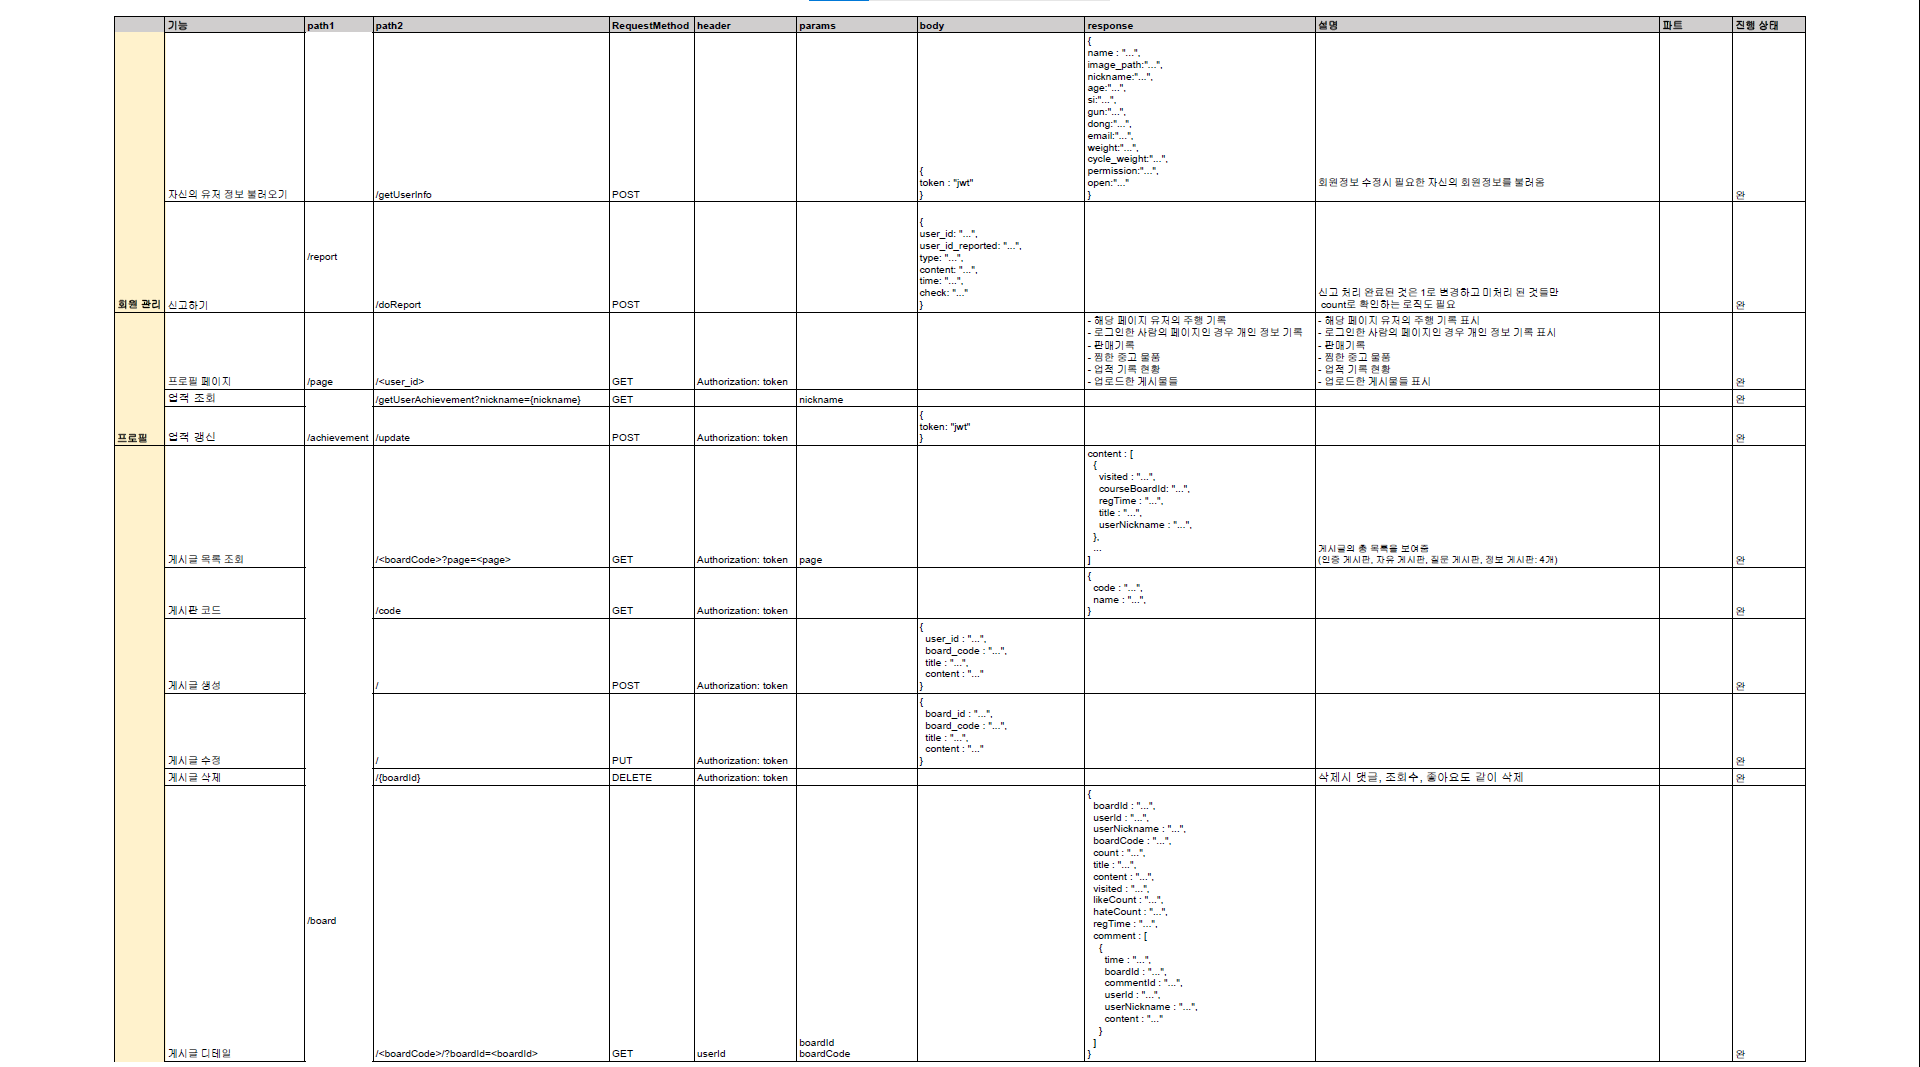 기능 path1 path2 RequestMethod header params body response 설명 파트 진행 상태
{
name : "...",
image_path:"...",
nickname:"...",
age:"...",
si:"...",
gun:"...",
dong:"...",
email:"...",
weight:"...",
cycle_weight:"...",
permission:"...",
open:"..."
}
{
token : "jwt"
}
자신의 유저 정보 불러오기 /getUserInfo POST 회원정보 수정시 필요한 자신의 회원정보를 불러옴 완
회원 관리 신고하기 /report /doReport POST
{
user_id: "...",
user_id_reported: "...",
type: "...",
content: "...",
time: "...",
check: "..."
}
신고 처리 완료된 것은 1로 변경하고 미처리 된 것들만
count로 확인하는 로직도 필요
완
프로필 페이지 /page /<user_id> GET Authorization: token
- 해당 페이지 유저의 주행 기록
- 로그인한 사람의 페이지인 경우 개인 정보 기록
- 판매기록
- 찜한 중고 물품
- 업적 기록 현황
- 업로드한 게시물들
- 해당 페이지 유저의 주행 기록 표시
- 로그인한 사람의 페이지인 경우 개인 정보 기록 표시
- 판매기록
- 찜한 중고 물품
- 업적 기록 현황
- 업로드한 게시물들 표시
완
업적 조회 /getUserAchievement?nickname={nickname} GET nickname 완
프로필 업적 갱신 /achievement /update POST Authorization: token
{
token: "jwt"
}
완
게시글 목록 조회 /<boardCode>?page=<page> GET Authorization: token page
content : [
{
visited : "...",
courseBoardId: "...",
regTime : "...",
title : "...",
userNickname : "...",
},
...
]
게시글의 총 목록을 보여줌
(인증 게시판, 자유 게시판, 질문 게시판, 정보 게시판: 4개)
완
게시판 코드 /code GET Authorization: token
{
code : "...",
name : "...",
}
완
게시글 생성 / POST Authorization: token
{
user_id : "...",
board_code : "...",
title : "...",
content : "..."
}
완
게시글 수정 / PUT Authorization: token
{
board_id : "...",
board_code : "...",
title : "...",
content : "..."
}
완
게시글 삭제 /{boardId} DELETE Authorization: token 삭제시 댓글, 조회수, 좋아요도 같이 삭제 완
/board
게시글 디테일 /<boardCode>/?boardId=<boardId> GET userId
boardId
boardCode
{
boardId : "...",
userId : "...",
userNickname : "...",
boardCode : "...",
count : "...",
title : "...",
content : "...",
visited : "...",
likeCount : "...",
hateCount : "...",
regTime : "...",
comment : [
{
time : "...",
boardId : "...",
commentId : "...",
userId : "...",
userNickname : "...",
content : "..."
}
]
}
완